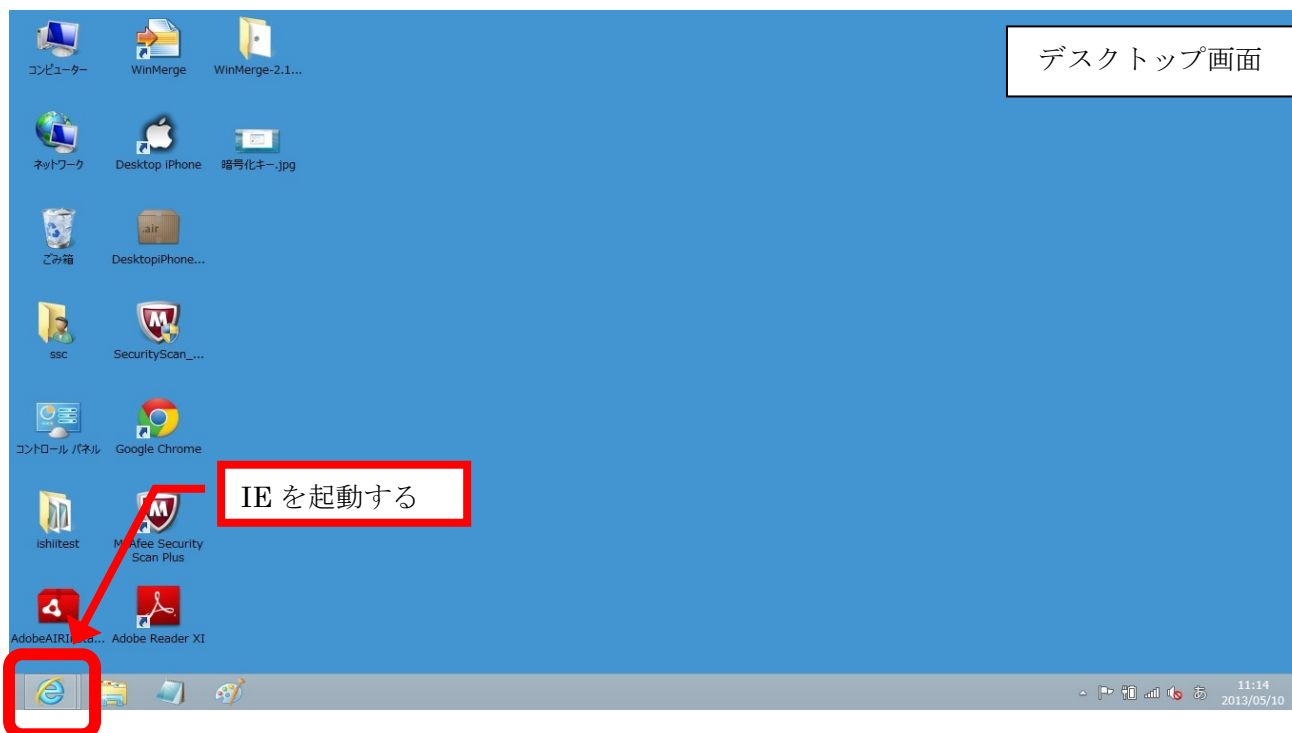 デスクトップ画面
コンピューター
WinMerge
WinMerge-2.1...
ネットワーク
Desktop iPhone
暗号化キー.jpg
.air
ごみ箱
DesktopiPhone...
ssc
SecurityScan_...
コントロール パネル
Google Chrome
IE を起動する
ishiitest
McAfee Security
Scan Plus
Adobe Reader XI
あ
11:14
2013/05/10